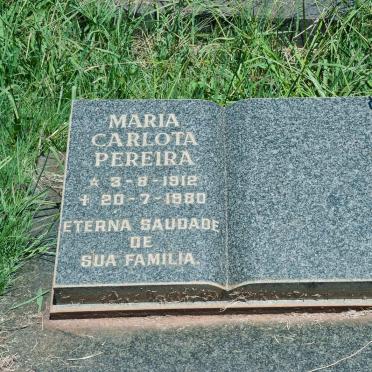 MARIA
CARLOTA
PEREIRA
☆ 3-8-1912
✝ 20-7-1980
ETERNA SAUDADE
DE
SUA FAMILIA.